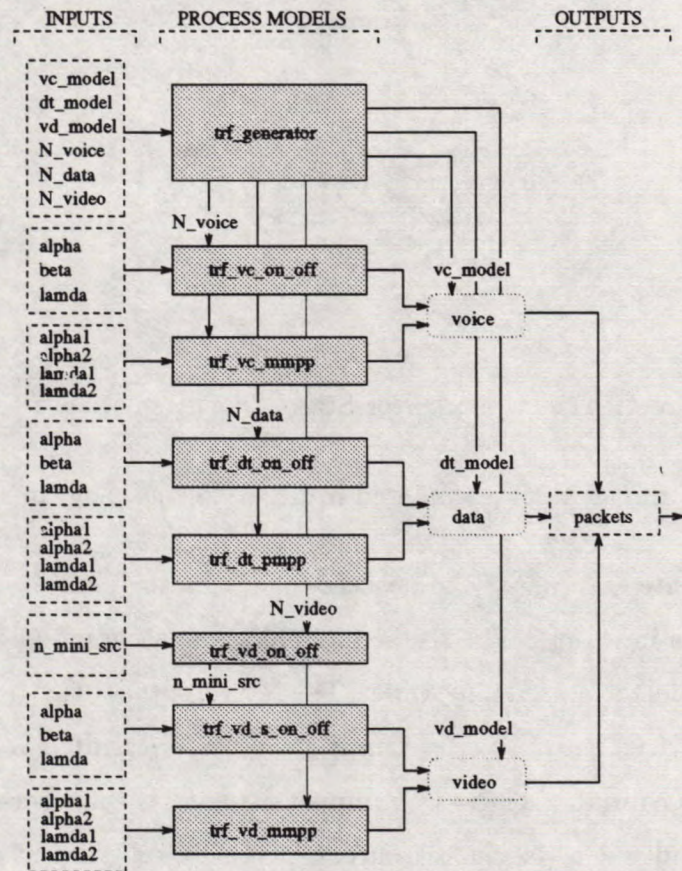 INPUTS PROCESS MODELS OUTPUTS
vc_model
dt_model
vd_model
N_voice
N_data
N_video
trf_generator
N_voice
alpha
beta
lamda
trf_vc_on_off
vc_model
voice
alpha1
alpha2
lamda1
lamda2
trf_vc_mmpp
N_data
alpha
beta
lamda
trf_dt_on_off
dt_model
data
packets
alpha1
alpha2
lamda1
lamda2
trf_dt_pmpp
N_video
n_mini_src
trf_vd_on_off
n_mini_src
alpha
beta
lamda
trf_vd_s_on_off
vd_model
video
alpha1
alpha2
lamda1
lamda2
trf_vd_mmpp